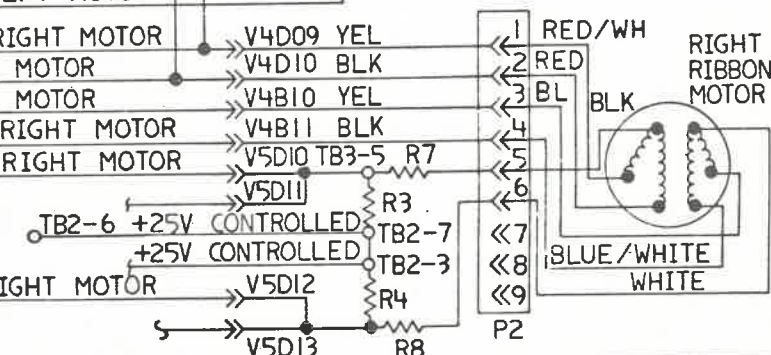 RIGHT MOTOR V4D09 YEL 1 RED/WH
MOTOR V4D10 BLK 2 RED
RIGHT
RIBBON
MOTOR
MOTOR V4B10 YEL 3 BL BLK
RIGHT MOTOR V4B11 BLK 4
RIGHT MOTOR V5D10 TB3-5 R7 5
V5D11 6
R3
TB2-6 +25V CONTROLLED TB2-7 7
+25V CONTROLLED TB2-3 8 BLUE/WHITE
IGHT MOTOR V5D12 R4 9 WHITE
V5D13 R8 P2